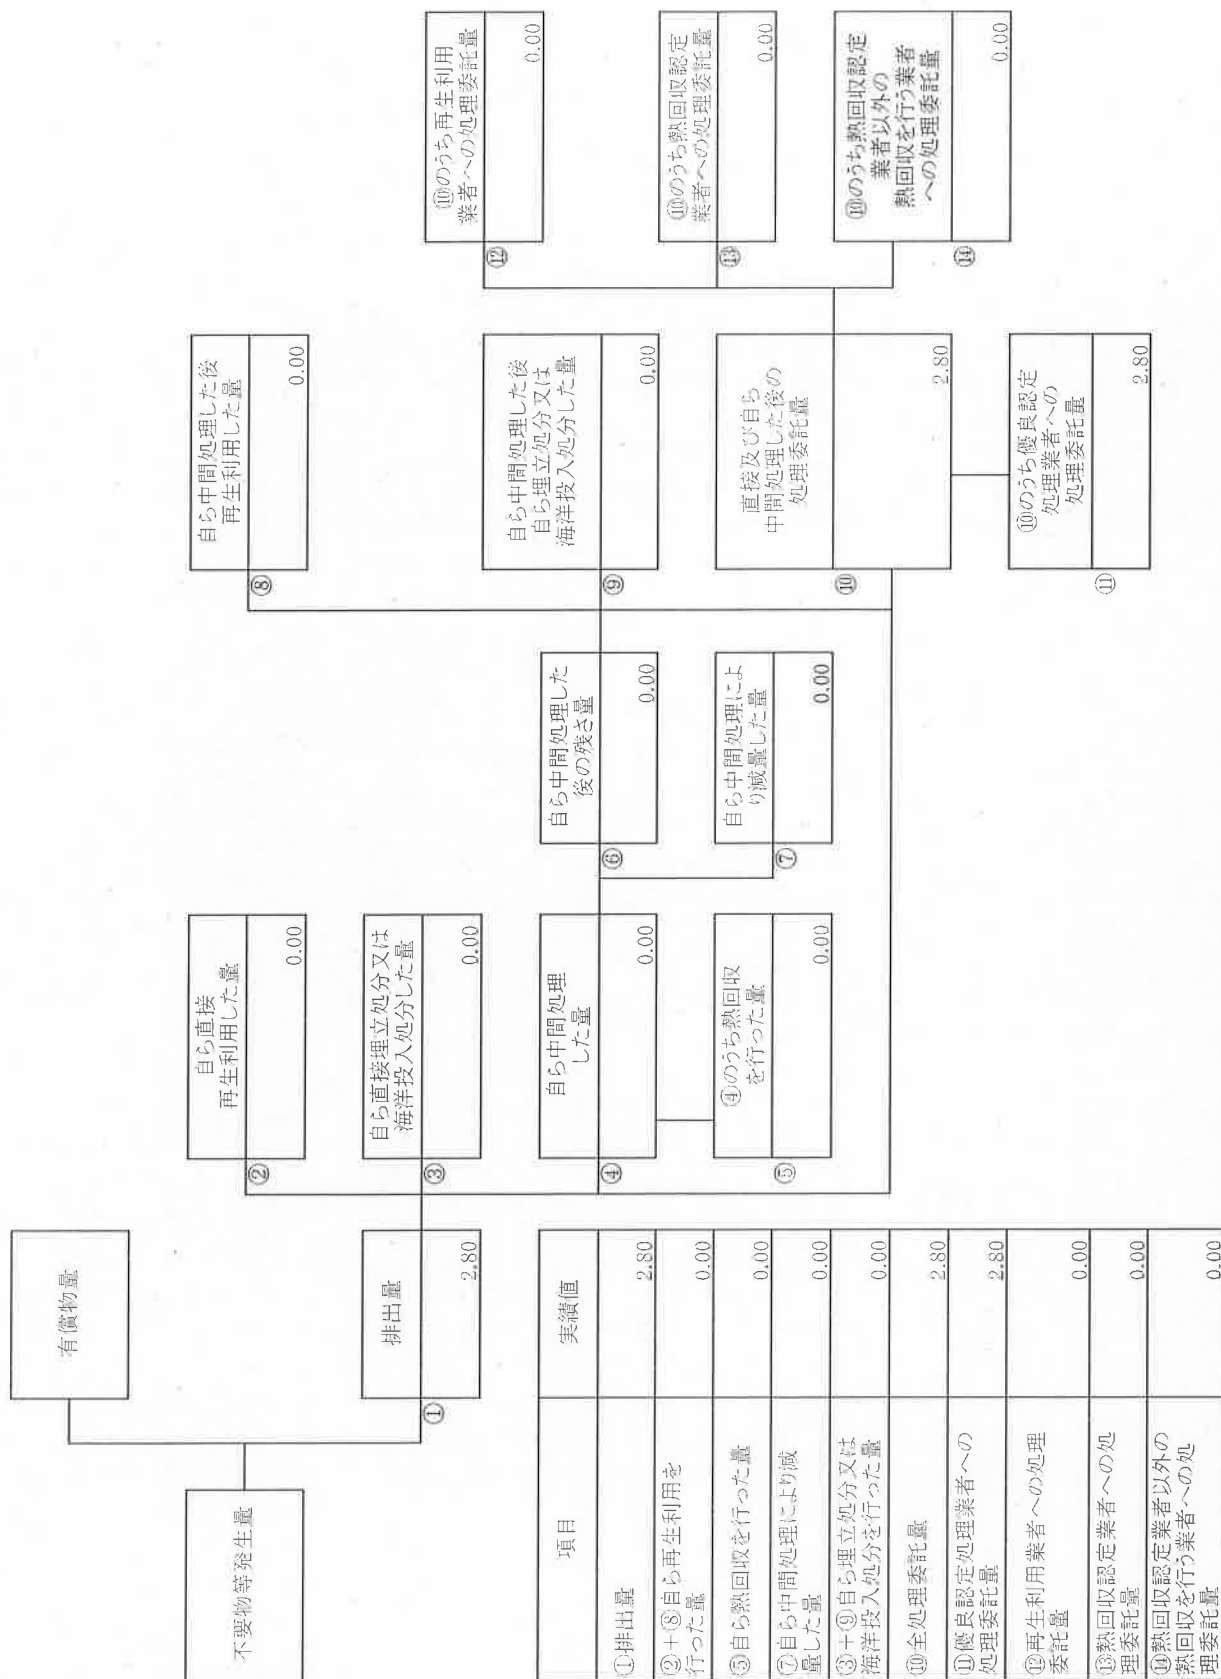 不要物等発生量
有償物量
排出量
①
2.80
自ら直接
再生利用した量
②
0.00
自ら直接埋立処分又は
海洋投入処分した量
③
0.00
自ら中間処理
した量
④
0.00
④のうち熱回収
を行った量
⑤
0.00
自ら中間処理した
後の残さ量
⑥
0.00
自ら中間処理によ
り減量した量
⑦
0.00
自ら中間処理した後
再生利用した量
⑧
0.00
自ら中間処理した後
自ら埋立処分又は
海洋投入処分した量
⑨
0.00
直接及び自ら
中間処理した後の
処理委託量
⑩
2.80
⑩のうち優良認定
処理業者への
処理委託量
⑪
2.80
⑩のうち再生利用
業者への処理委託量
⑫
0.00
⑩のうち熱回収認定
業者への処理委託量
⑬
0.00
⑩のうち熱回収認定
業者以外の
熱回収を行う業者
への処理委託量
⑭
0.00
項目
実績値
①排出量
2.80
②+⑧自ら再生利用を
行った量
0.00
⑤自ら熱回収を行った量
0.00
⑦自ら中間処理により減
量した量
0.00
③+⑨自ら埋立処分又は
海洋投入処分を行った量
0.00
⑩全処理委託量
2.80
⑪優良認定処理業者への
処理委託量
2.80
⑫再生利用業者への処理
委託量
0.00
⑬熱回収認定業者への処
理委託量
0.00
⑭熱回収認定業者以外の
熱回収を行う業者への処
理委託量
0.00